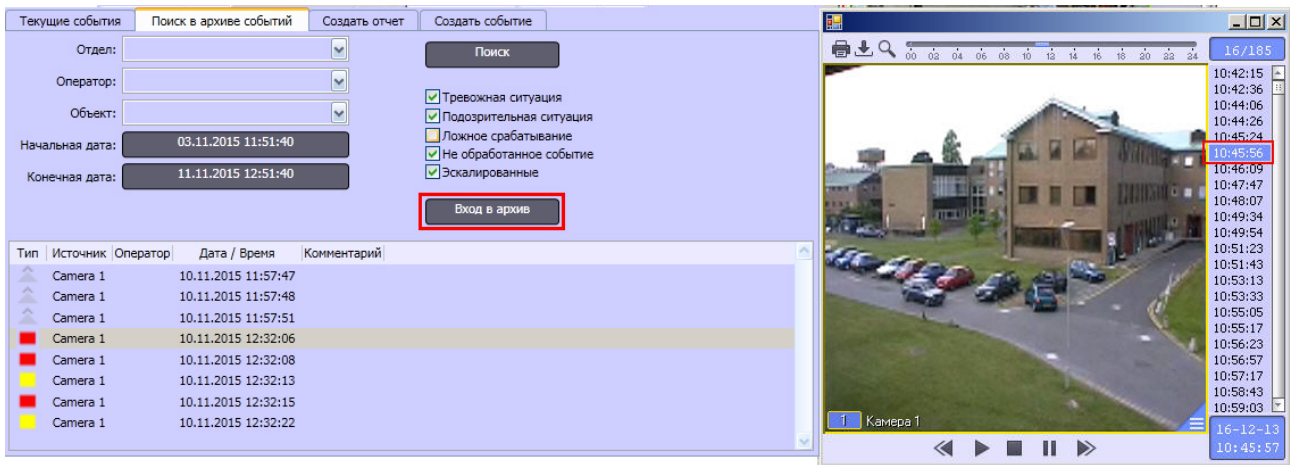 Текущие события Поиск в архиве событий Создать отчет Создать событие
Отдел:
Поиск
Оператор:
Тревожная ситуация
Объект:
Подозрительная ситуация
Ложное срабатывание
Начальная дата: 03.11.2015 11:51:40
Не обработанное событие
Конечная дата: 11.11.2015 12:51:40
Эскалированные
Вход в архив
Тип Источник Оператор Дата / Время Комментарий
Camera 1 10.11.2015 11:57:47
Camera 1 10.11.2015 11:57:48
Camera 1 10.11.2015 11:57:51
Camera 1 10.11.2015 12:32:06
Camera 1 10.11.2015 12:32:08
Camera 1 10.11.2015 12:32:13
Camera 1 10.11.2015 12:32:15
Camera 1 10.11.2015 12:32:22
00 02 04 06 08 10 12 14 16 18 20 22 24
16/185
10:42:15
10:42:36
10:44:06
10:44:26
10:45:24
10:45:56
10:46:09
10:47:47
10:48:07
10:49:34
10:49:54
10:51:23
10:51:43
10:53:13
10:53:33
10:55:05
10:55:17
10:56:23
10:56:57
10:57:17
10:58:43
10:59:03
1 Камера 1
16-12-13
10:45:57